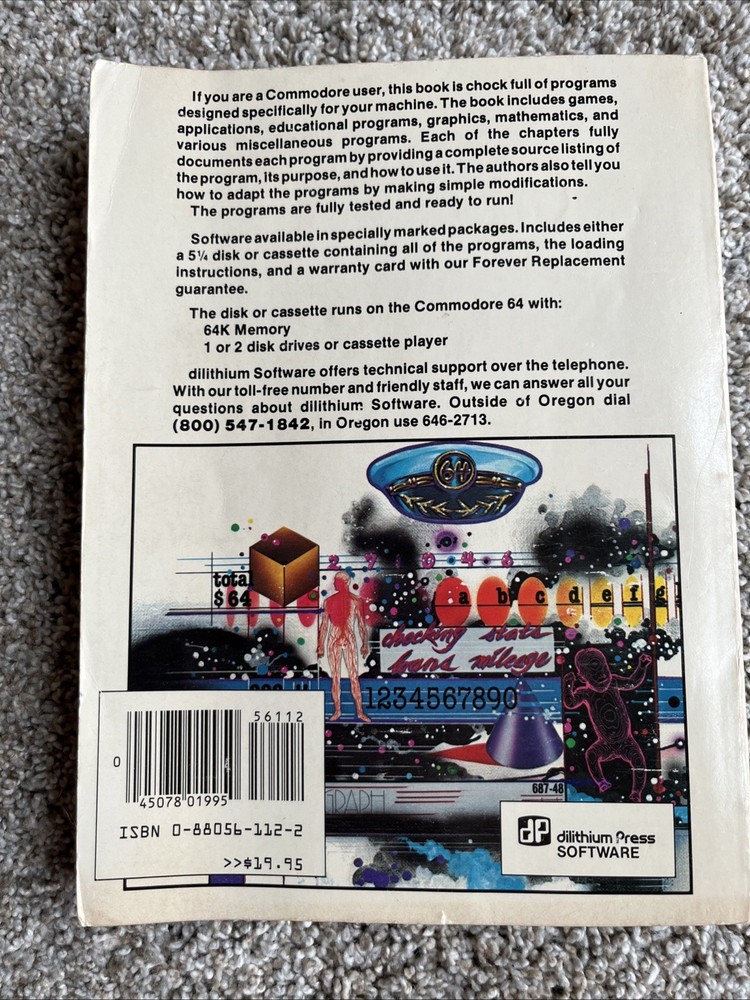 If you are a Commodore user, this book is chock full of programs
designed specifically for your machine. The book includes games,
applications, educational programs, graphics, mathematics, and
various miscellaneous programs. Each of the chapters fully
documents each program by providing a complete source listing of
the program, its purpose, and how to use it. The authors also tell you
how to adapt the programs by making simple modifications.
The programs are fully tested and ready to run!
Software available in specially marked packages. Includes either
a 5¼ disk or cassette containing all of the programs, the loading
instructions, and a warranty card with our Forever Replacement
guarantee.
The disk or cassette runs on the Commodore 64 with:
64K Memory
1 or 2 disk drives or cassette player
dilithium Software offers technical support over the telephone.
With our toll-free number and friendly staff, we can answer all your
questions about dilithium Software. Outside of Oregon dial
(800) 547-1842, in Oregon use 646-2713.
64
total
$64
a b c d e f g
checking stats
loans mileage
1234567890
687-48
GRAPH
56112
0
45078 01995
ISBN 0-88056-112-2
>>$19.95
dP dilithium Press
SOFTWARE